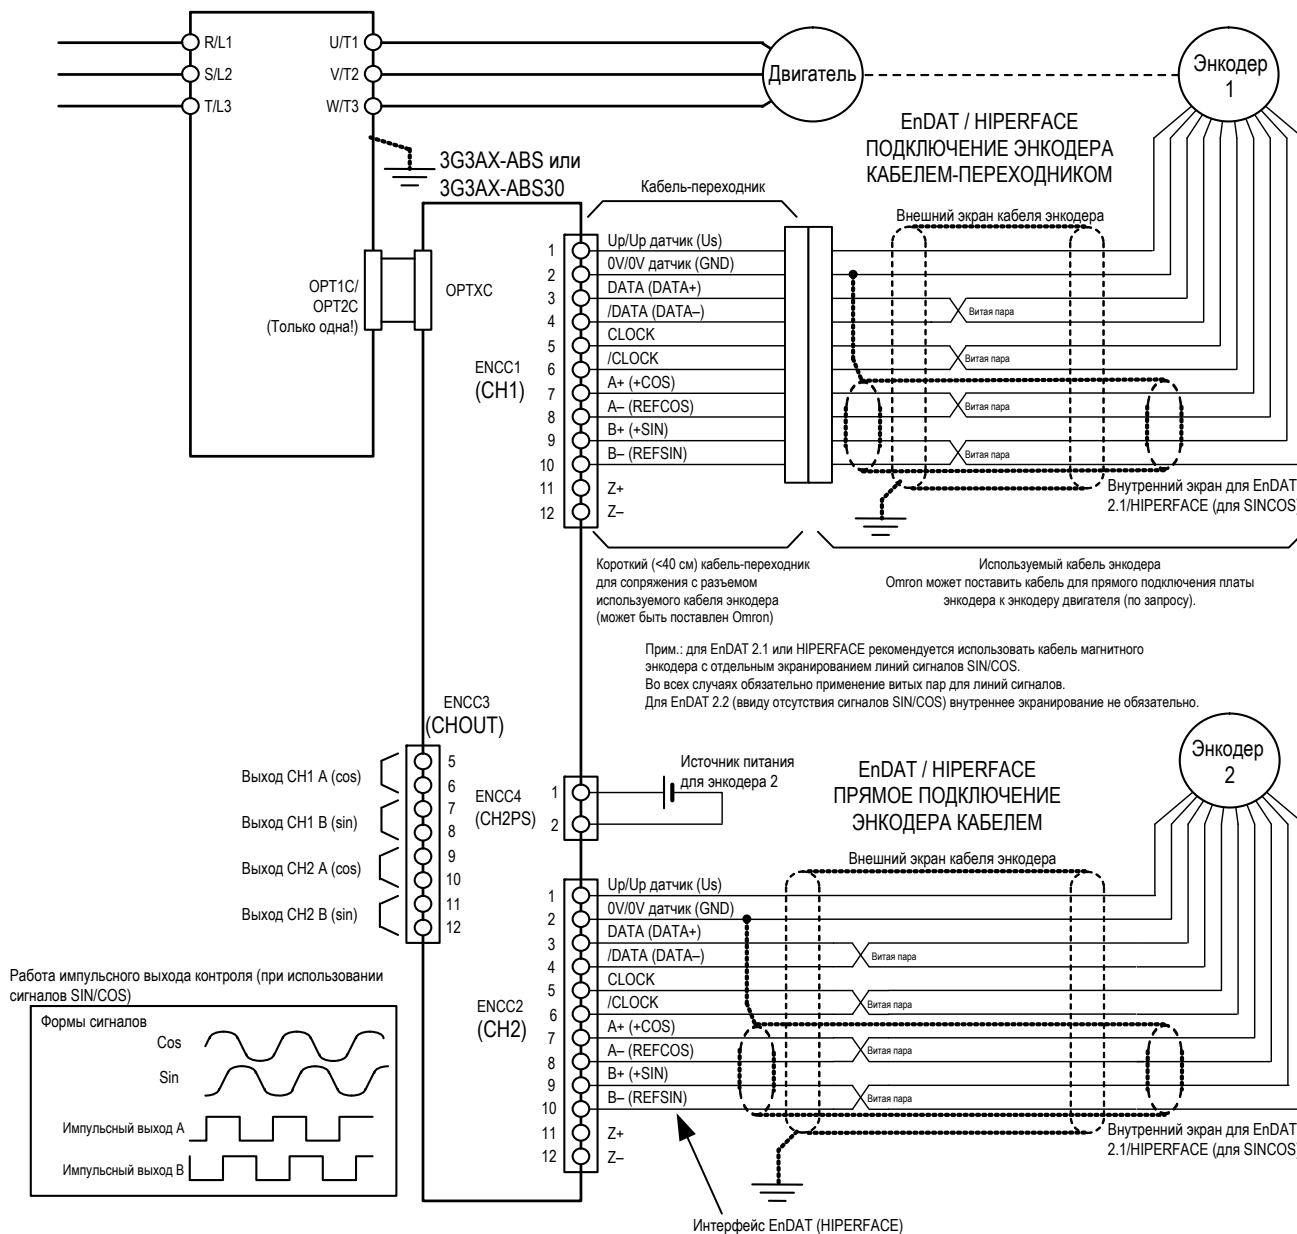 R/L1
S/L2
T/L3
U/T1
V/T2
W/T3
Двигатель
Энкодер
1
3G3AX-ABS или
3G3AX-ABS30
EnDAT / HIPERFACE
ПОДКЛЮЧЕНИЕ ЭНКОДЕРА
КАБЕЛЕМ-ПЕРЕХОДНИКОМ
Кабель-переходник
Внешний экран кабеля энкодера
OPT1C/
OPT2C
(Только одна!)
OPTXC
ENCC1
(CH1)
1 Up/Up датчик (Us)
2 0V/0V датчик (GND)
3 DATA (DATA+)
4 /DATA (DATA–)
5 CLOCK
6 /CLOCK
7 A+ (+COS)
8 A– (REFCOS)
9 B+ (+SIN)
10 B– (REFSIN)
11 Z+
12 Z–
Витая пара
Витая пара
Витая пара
Витая пара
Внутренний экран для EnDAT
2.1/HIPERFACE (для SINCOS)
Короткий (<40 см) кабель-переходник
для сопряжения с разъемом
используемого кабеля энкодера
(может быть поставлен Omron)
Используемый кабель энкодера
Omron может поставить кабель для прямого подключения платы
энкодера к энкодеру двигателя (по запросу).
Прим.: для EnDAT 2.1 или HIPERFACE рекомендуется использовать кабель магнитного
энкодера с отдельным экранированием линий сигналов SIN/COS.
Во всех случаях обязательно применение витых пар для линий сигналов.
Для EnDAT 2.2 (ввиду отсутствия сигналов SIN/COS) внутреннее экранирование не обязательно.
ENCC3
(CHOUT)
5
6
7
8
9
10
11
12
Выход CH1 A (cos)
Выход CH1 B (sin)
Выход CH2 A (cos)
Выход CH2 B (sin)
ENCC4
(CH2PS)
1
2
Источник питания
для энкодера 2
EnDAT / HIPERFACE
ПРЯМОЕ ПОДКЛЮЧЕНИЕ
ЭНКОДЕРА КАБЕЛЕМ
Энкодер
2
Внешний экран кабеля энкодера
ENCC2
(CH2)
1 Up/Up датчик (Us)
2 0V/0V датчик (GND)
3 DATA (DATA+)
4 /DATA (DATA–)
5 CLOCK
6 /CLOCK
7 A+ (+COS)
8 A– (REFCOS)
9 B+ (+SIN)
10 B– (REFSIN)
11 Z+
12 Z–
Витая пара
Витая пара
Витая пара
Витая пара
Внутренний экран для EnDAT
2.1/HIPERFACE (для SINCOS)
Интерфейс EnDAT (HIPERFACE)
Работа импульсного выхода контроля (при использовании
сигналов SIN/COS)
Формы сигналов
Cos
Sin
Импульсный выход A
Импульсный выход B